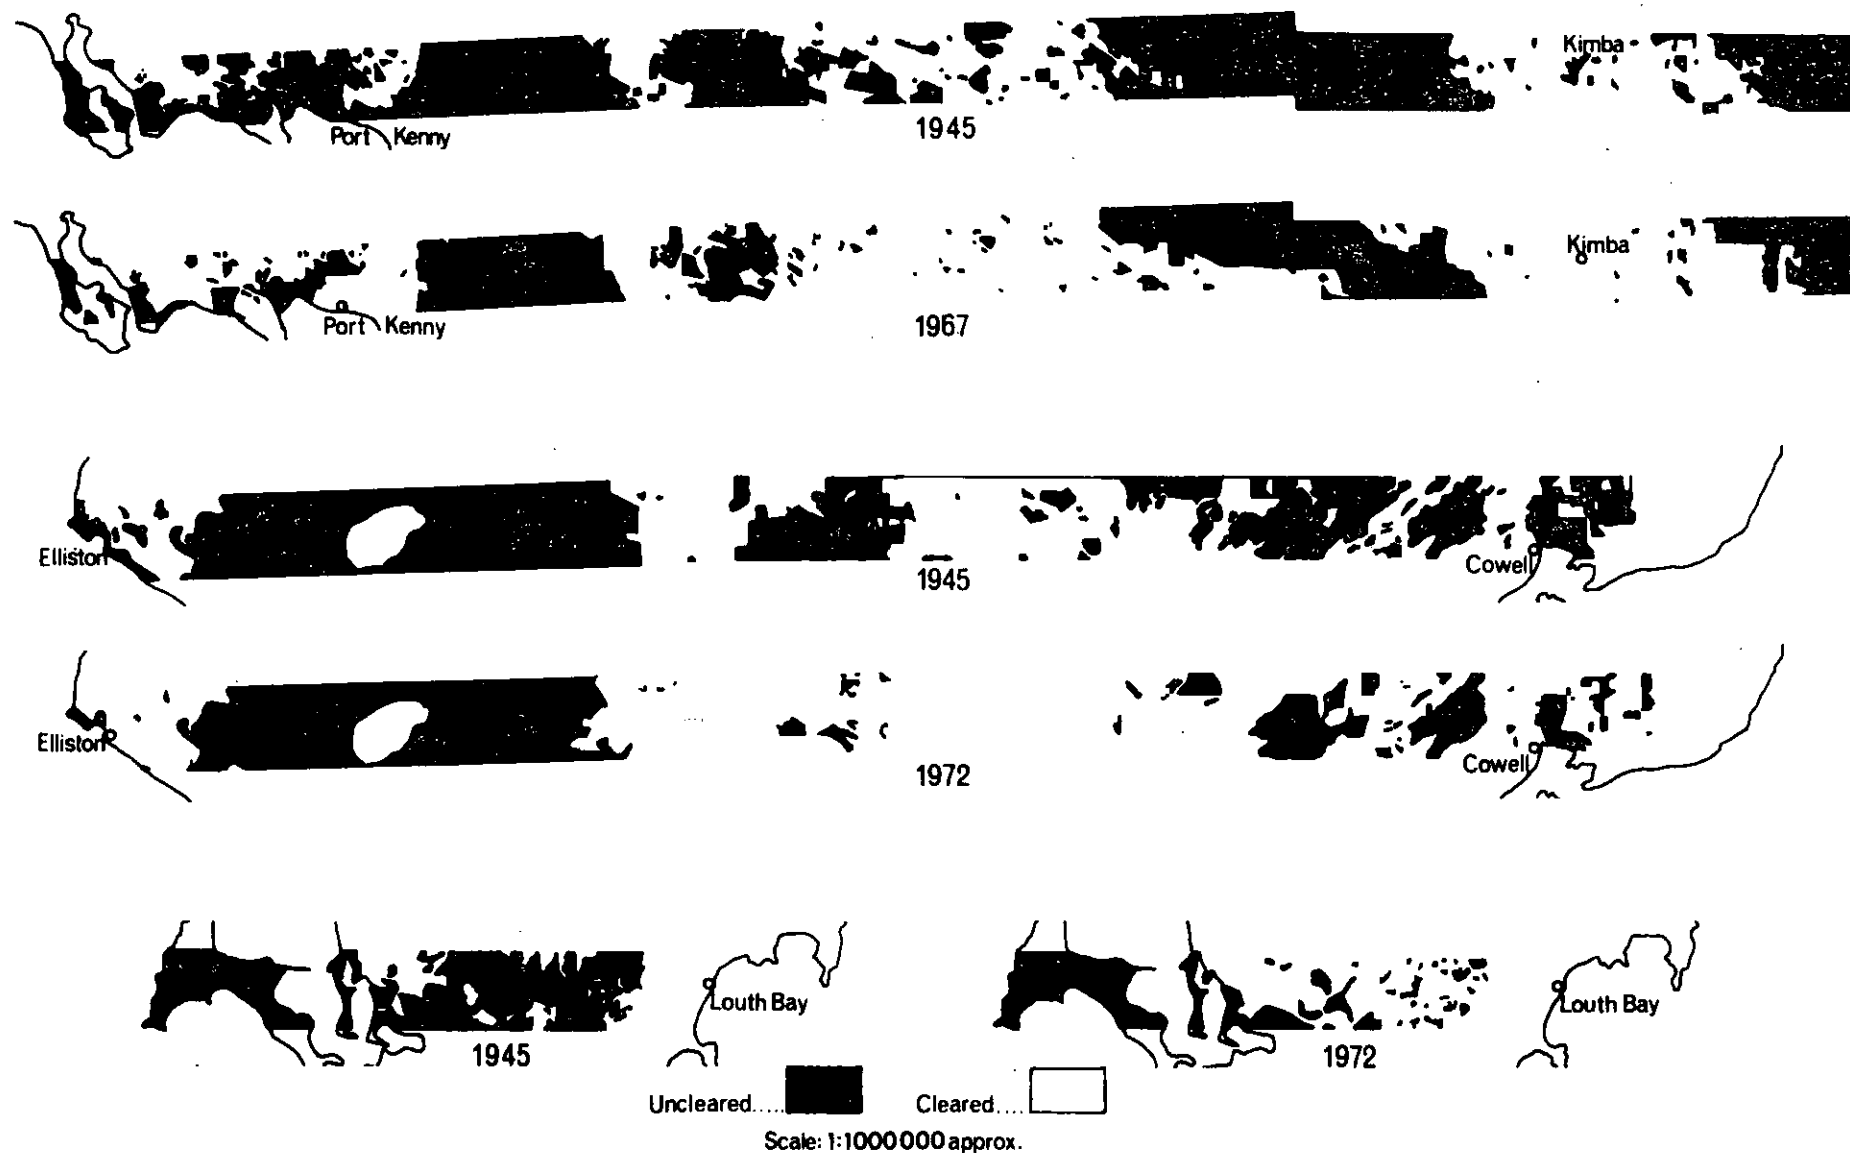 Kimba
Port Kenny
1945
Kimba
Port Kenny
1967
Elliston
Cowell
1945
Elliston
Cowell
1972
Louth Bay
1945
Louth Bay
1972
Uncleared..... Cleared....
Scale: 1:1000000 approx.